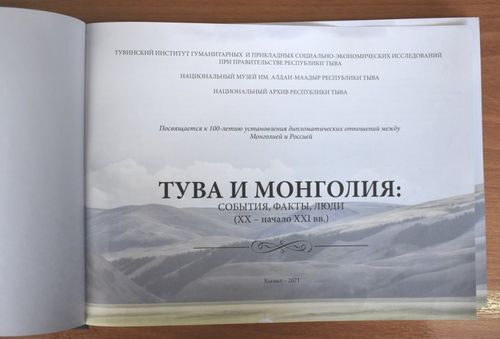 ТУВИНСКИЙ ИНСТИТУТ ГУМАНИТАРНЫХ И ПРИКЛАДНЫХ СОЦИАЛЬНО-ЭКОНОМИЧЕСКИХ ИССЛЕДОВАНИЙ
ПРИ ПРАВИТЕЛЬСТВЕ РЕСПУБЛИКИ ТЫВА
НАЦИОНАЛЬНЫЙ МУЗЕЙ ИМ. АЛДАН-МААДЫР РЕСПУБЛИКИ ТЫВА
НАЦИОНАЛЬНЫЙ АРХИВ РЕСПУБЛИКИ ТЫВА
Посвящается к 100-летию установления дипломатических отношений между
Монголией и Россией
ТУВА И МОНГОЛИЯ:
СОБЫТИЯ, ФАКТЫ, ЛЮДИ
(XX – начало XXI вв.)
Кызыл – 2021